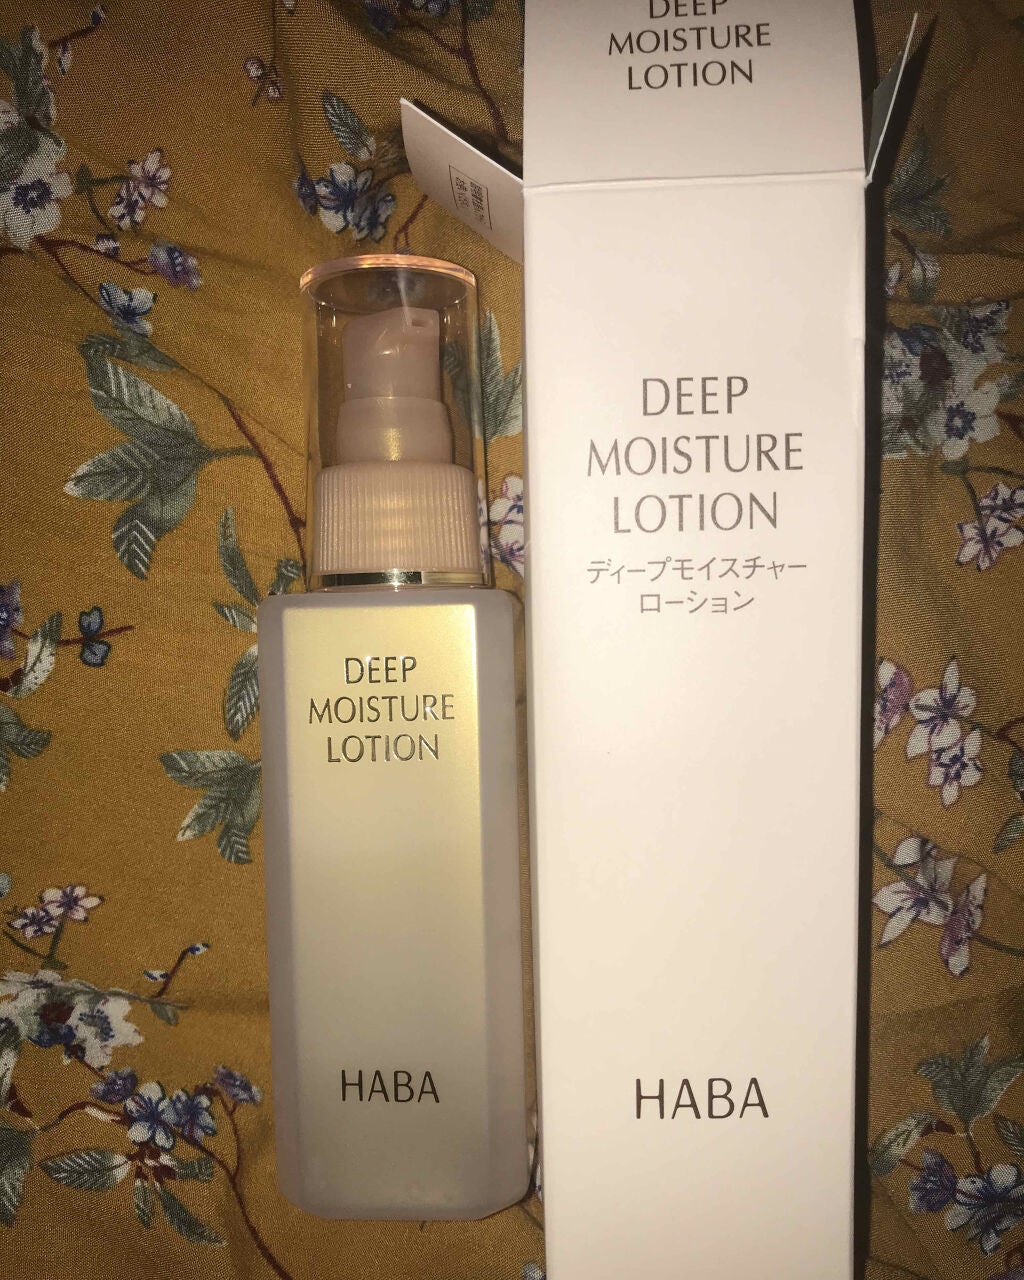 DEEP
MOISTURE
LOTION
DEEP
MOISTURE
LOTION
ディープモイスチャー
ローション
HABA
DEEP
MOISTURE
LOTION
HABA